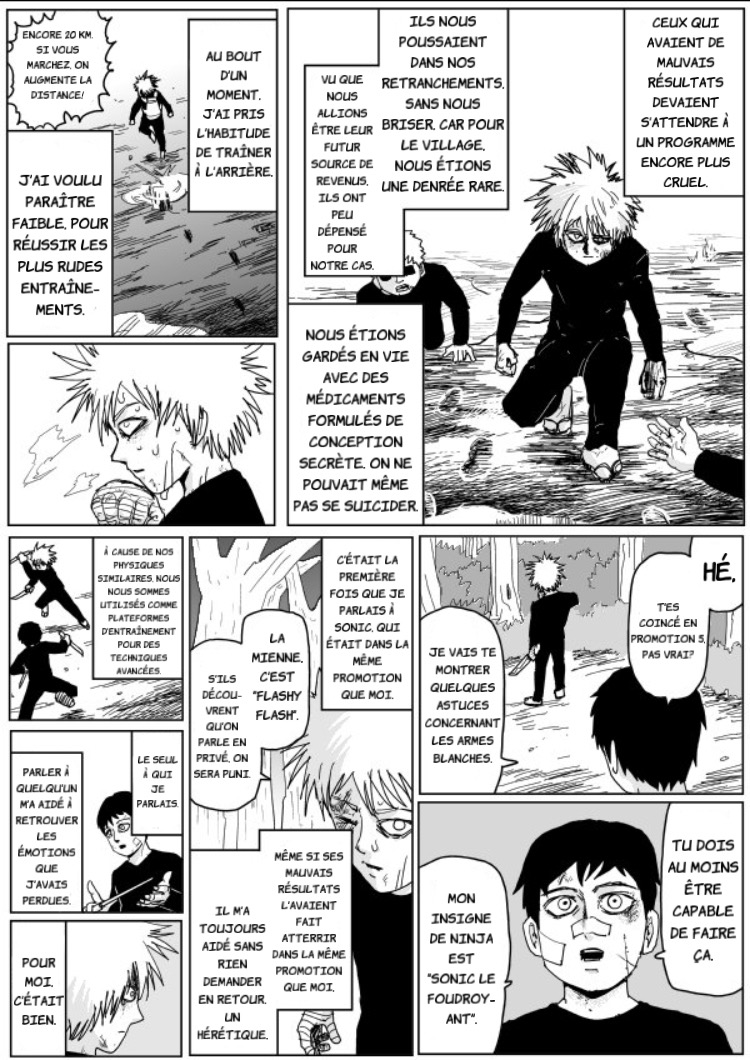 CEUX QUI
AVAIENT DE
MAUVAIS
RÉSULTATS
DEVAIENT
S'ATTENDRE À
UN PROGRAMME
ENCORE PLUS
CRUEL.
ILS NOUS
POUSSAIENT
DANS NOS
RETRANCHEMENTS,
SANS NOUS
BRISER, CAR POUR
LE VILLAGE,
NOUS ÉTIONS
UNE DENRÉE RARE.
VU QUE
NOUS
ALLIONS
ÊTRE LEUR
FUTUR
SOURCE DE
REVENUS,
ILS ONT
PEU
DÉPENSÉ
POUR
NOTRE CAS.
NOUS ÉTIONS
GARDÉS EN VIE
AVEC DES
MÉDICAMENTS
FORMULÉS DE
CONCEPTION
SECRÈTE. ON NE
POUVAIT MÊME
PAS SE SUICIDER.
AU BOUT
D'UN
MOMENT,
J'AI PRIS
L'HABITUDE
DE TRAÎNER
À L'ARRIÈRE.
ENCORE 20 KM.
SI VOUS
MARCHEZ, ON
AUGMENTE LA
DISTANCE!
J'AI VOULU
PARAÎTRE
FAIBLE, POUR
RÉUSSIR LES
PLUS RUDES
ENTRAÎNE-
MENTS.
HÉ,
T'ES
COINCÉ EN
PROMOTION 5,
PAS VRAI?
JE VAIS TE
MONTRER
QUELQUES
ASTUCES
CONCERNANT
LES ARMES
BLANCHES.
TU DOIS
AU MOINS
ÊTRE
CAPABLE
DE FAIRE
ÇA.
MON
INSIGNE
DE NINJA
EST
"SONIC LE
FOUDROY-
ANT".
C'ÉTAIT LA
PREMIÈRE
FOIS QUE JE
PARLAIS À
SONIC, QUI
ÉTAIT DANS LA
MÊME
PROMOTION
QUE MOI.
LA
MIENNE,
C'EST
"FLASHY
FLASH".
S'ILS
DÉCOU-
VRENT
QU'ON
PARLE EN
PRIVÉ, ON
SERA PUNI.
MÊME SI SES
MAUVAIS
RÉSULTATS
L'AVAIENT
FAIT
ATTERRIR
DANS LA MÊME
PROMOTION
QUE MOI,
IL M'A
TOUJOURS
AIDÉ SANS
RIEN
DEMANDER
EN RETOUR.
UN
HÉRÉTIQUE.
À CAUSE DE NOS
PHYSIQUES
SIMILAIRES, NOUS
NOUS SOMMES
UTILISÉS COMME
PLATEFORMES
D'ENTRAÎNEMENT
POUR DES
TECHNIQUES
AVANCÉES.
LE SEUL
À QUI
JE
PARLAIS.
PARLER À
QUELQU'UN
M'A AIDÉ À
RETROUVER
LES
ÉMOTIONS
QUE
J'AVAIS
PERDUES.
POUR
MOI,
C'ÉTAIT
BIEN.